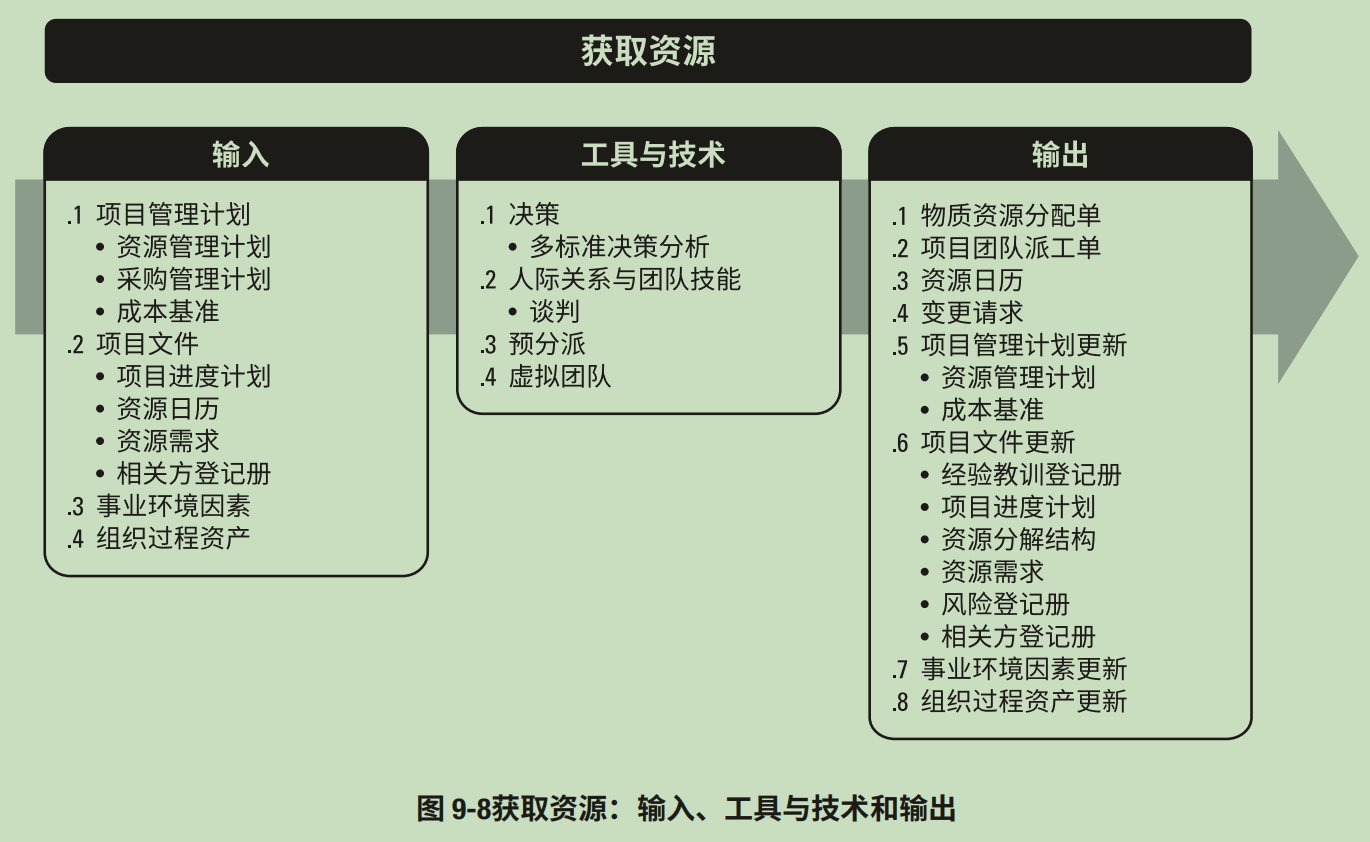 获取资源
输入
.1 项目管理计划
• 资源管理计划
• 采购管理计划
• 成本基准
.2 项目文件
• 项目进度计划
• 资源日历
• 资源需求
• 相关方登记册
.3 事业环境因素
.4 组织过程资产
工具与技术
.1 决策
• 多标准决策分析
.2 人际关系与团队技能
• 谈判
.3 预分派
.4 虚拟团队
输出
.1 物质资源分配单
.2 项目团队派工单
.3 资源日历
.4 变更请求
.5 项目管理计划更新
• 资源管理计划
• 成本基准
.6 项目文件更新
• 经验教训登记册
• 项目进度计划
• 资源分解结构
• 资源需求
• 风险登记册
• 相关方登记册
.7 事业环境因素更新
.8 组织过程资产更新
图 9-8获取资源：输入、工具与技术和输出